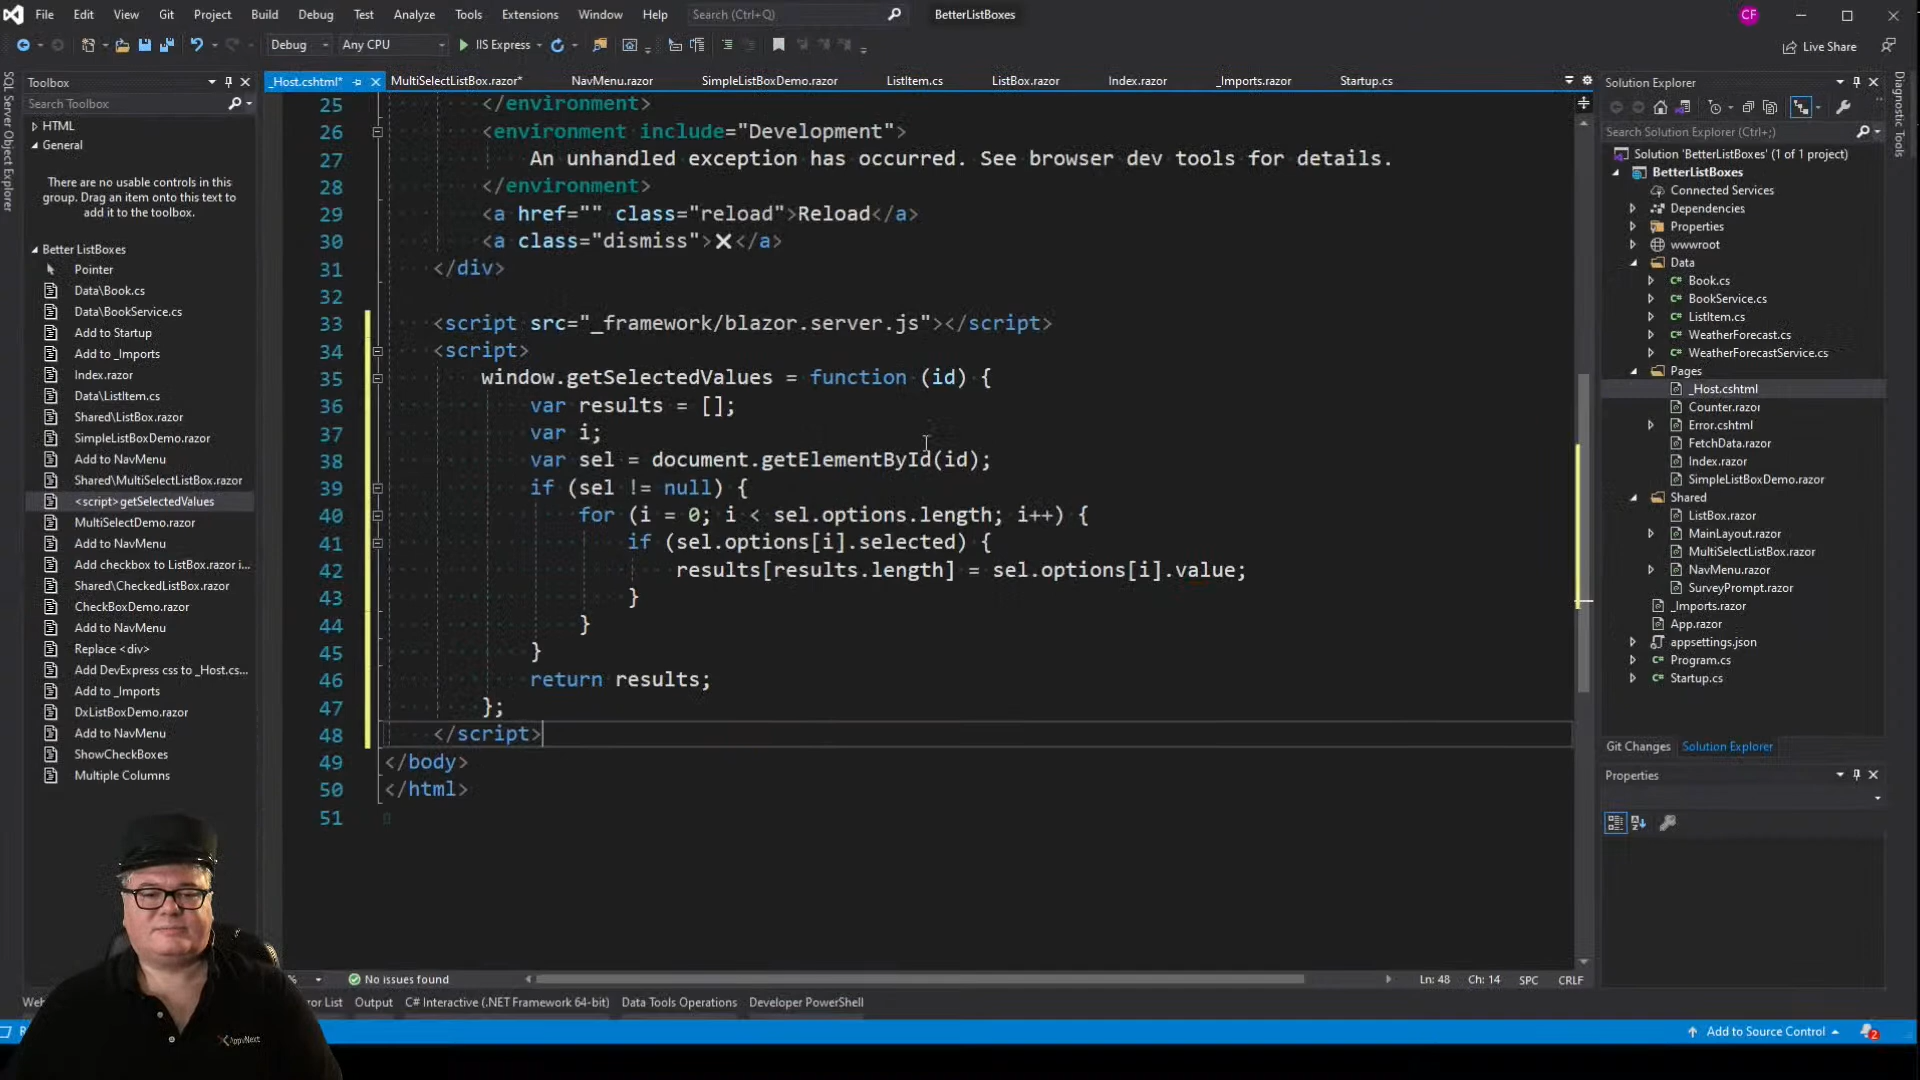 File Edit View Git Project Build Debug Test Analyze Tools Extensions Window Help Search (Ctrl+Q) BetterListBoxes CF
Debug Any CPU IIS Express Live Share
SQL Server Object Explorer
Toolbox
Search Toolbox
HTML
General
There are no usable controls in this
group. Drag an item onto this text to
add it to the toolbox.
Better ListBoxes
Pointer
Data\Book.cs
Data\BookService.cs
Add to Startup
Add to _Imports
Index.razor
Data\ListItem.cs
Shared\ListBox.razor
SimpleListBoxDemo.razor
Add to NavMenu
Shared\MultiSelectListBox.razor
<script>getSelectedValues
MultiSelectDemo.razor
Add to NavMenu
Add checkbox to ListBox.razor i...
Shared\CheckedListBox.razor
CheckBoxDemo.razor
Add to NavMenu
Replace <div>
Add DevExpress css to _Host.cs...
Add to _Imports
DxListBoxDemo.razor
Add to NavMenu
ShowCheckBoxes
Multiple Columns
_Host.cshtml* MultiSelectListBox.razor* NavMenu.razor SimpleListBoxDemo.razor ListItem.cs ListBox.razor Index.razor _Imports.razor Startup.cs
25 </environment>
26 <environment include="Development">
27 An unhandled exception has occurred. See browser dev tools for details.
28 </environment>
29 <a href="" class="reload">Reload</a>
30 <a class="dismiss">🗙</a>
31 </div>
32
33 <script src="_framework/blazor.server.js"></script>
34 <script>
35 window.getSelectedValues = function (id) {
36 var results = [];
37 var i;
38 var sel = document.getElementById(id);
39 if (sel != null) {
40 for (i = 0; i < sel.options.length; i++) {
41 if (sel.options[i].selected) {
42 results[results.length] = sel.options[i].value;
43 }
44 }
45 }
46 return results;
47 };
48 </script>
49 </body>
50 </html>
51
% No issues found Ln: 48 Ch: 14 SPC CRLF
Output C# Interactive (.NET Framework 64-bit) Data Tools Operations Developer PowerShell
Solution Explorer
Search Solution Explorer (Ctrl+;)
Solution 'BetterListBoxes' (1 of 1 project)
BetterListBoxes
Connected Services
Dependencies
Properties
wwwroot
Data
Book.cs
BookService.cs
ListItem.cs
WeatherForecast.cs
WeatherForecastService.cs
Pages
_Host.cshtml
Counter.razor
Error.cshtml
FetchData.razor
Index.razor
SimpleListBoxDemo.razor
Shared
ListBox.razor
MainLayout.razor
MultiSelectListBox.razor
NavMenu.razor
SurveyPrompt.razor
_Imports.razor
App.razor
appsettings.json
Program.cs
Startup.cs
Git Changes Solution Explorer
Properties
Diagnostic Tools
Add to Source Control 2
AppvNext